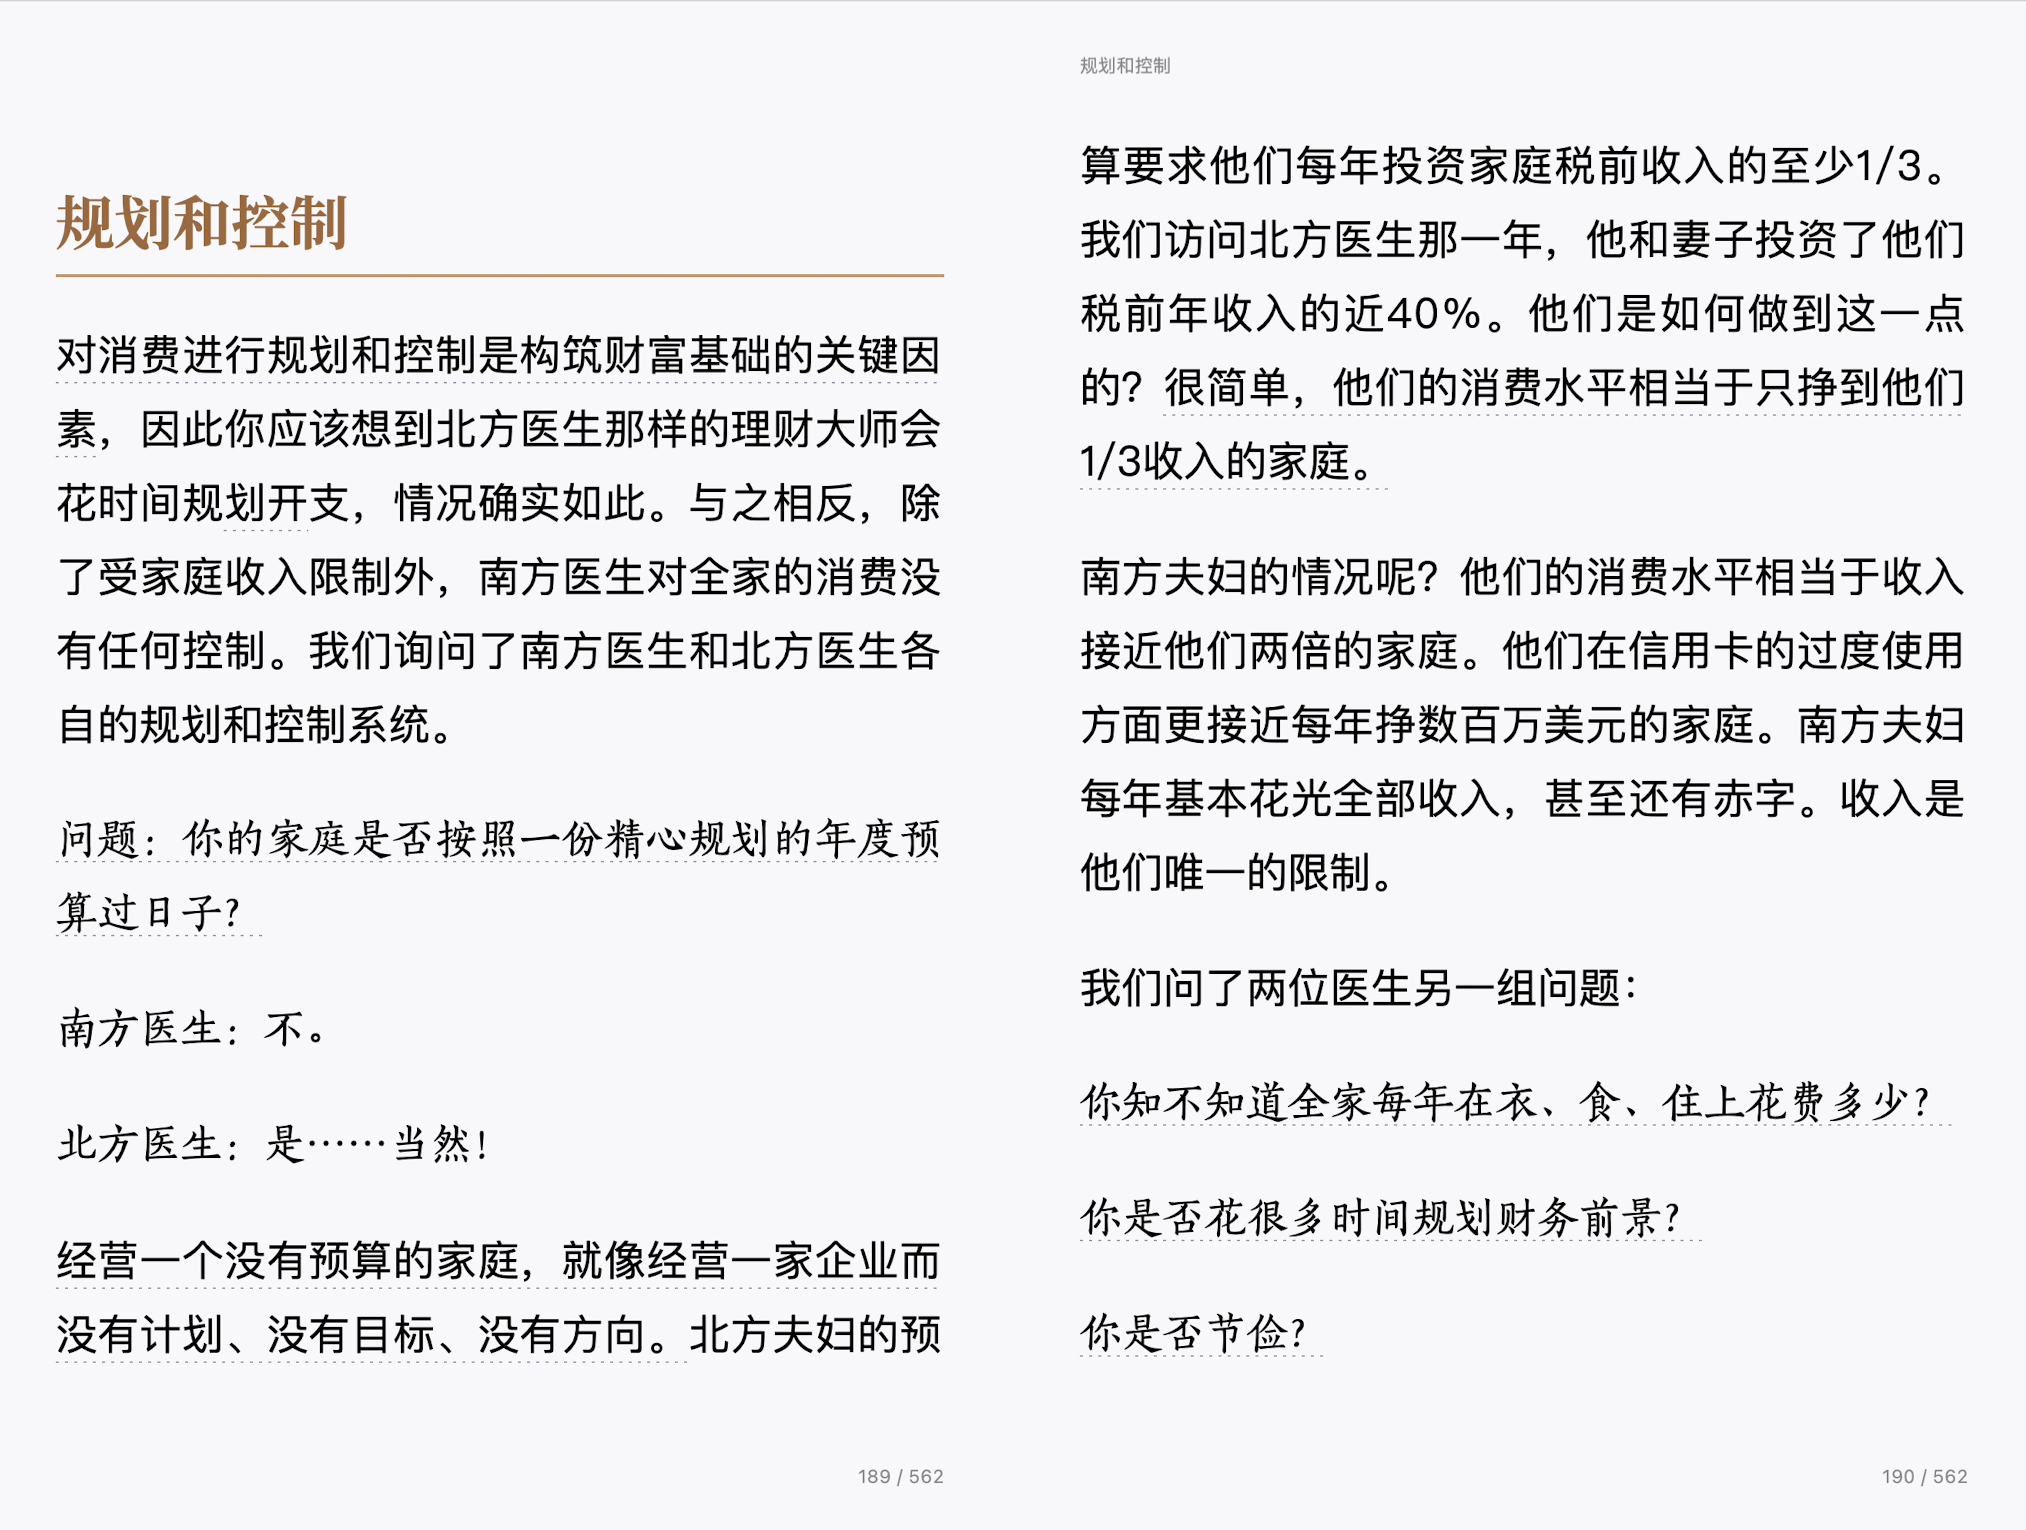 规划和控制
对消费进行规划和控制是构筑财富基础的关键因
素，因此你应该想到北方医生那样的理财大师会
花时间规划开支，情况确实如此。与之相反，除
了受家庭收入限制外，南方医生对全家的消费没
有任何控制。我们询问了南方医生和北方医生各
自的规划和控制系统。
问题：你的家庭是否按照一份精心规划的年度预
算过日子？
南方医生：不。
北方医生：是……当然！
经营一个没有预算的家庭，就像经营一家企业而
没有计划、没有目标、没有方向。北方夫妇的预
189 / 562
规划和控制
算要求他们每年投资家庭税前收入的至少1/3。
我们访问北方医生那一年，他和妻子投资了他们
税前年收入的近40%。他们是如何做到这一点
的？很简单，他们的消费水平相当于只挣到他们
1/3收入的家庭。
南方夫妇的情况呢？他们的消费水平相当于收入
接近他们两倍的家庭。他们在信用卡的过度使用
方面更接近每年挣数百万美元的家庭。南方夫妇
每年基本花光全部收入，甚至还有赤字。收入是
他们唯一的限制。
我们问了两位医生另一组问题：
你知不知道全家每年在衣、食、住上花费多少？
你是否花很多时间规划财务前景？
你是否节俭？
190 / 562